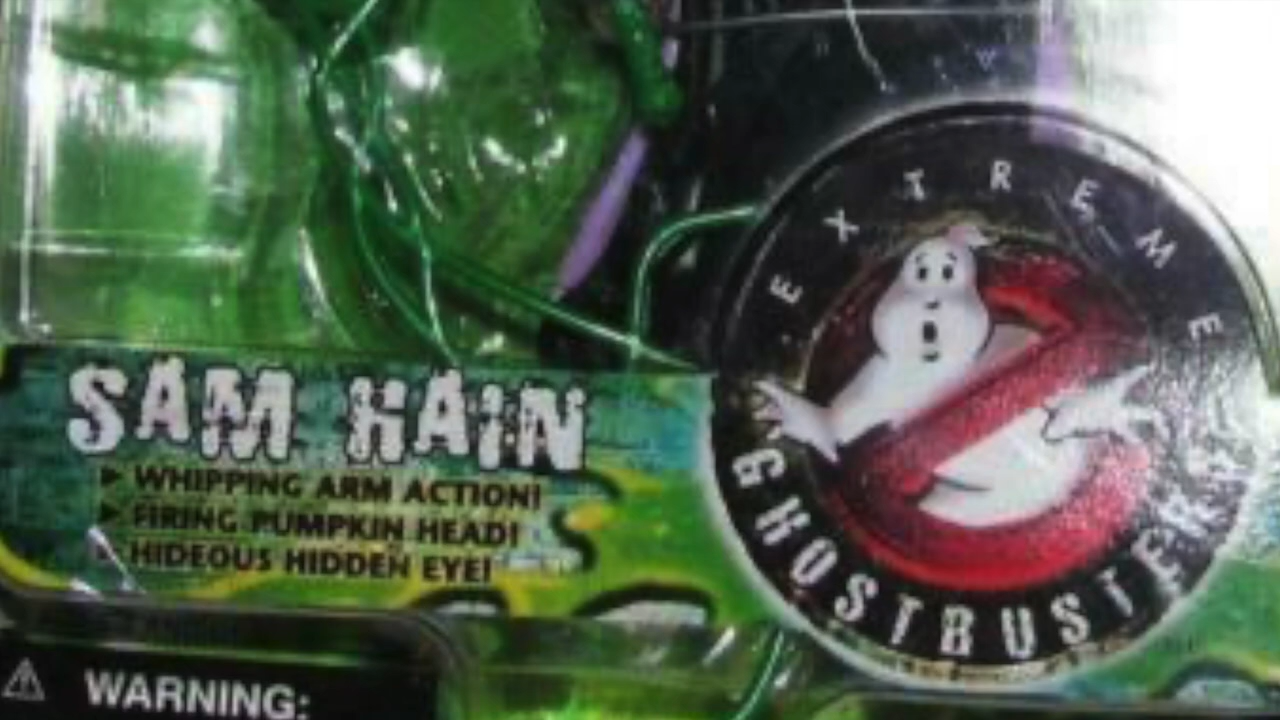 EXTREME
GHOSTBUSTERS
SAM HAIN
WHIPPING ARM ACTION!
FIRING PUMPKIN HEAD!
HIDEOUS HIDDEN EYE!
WARNING: